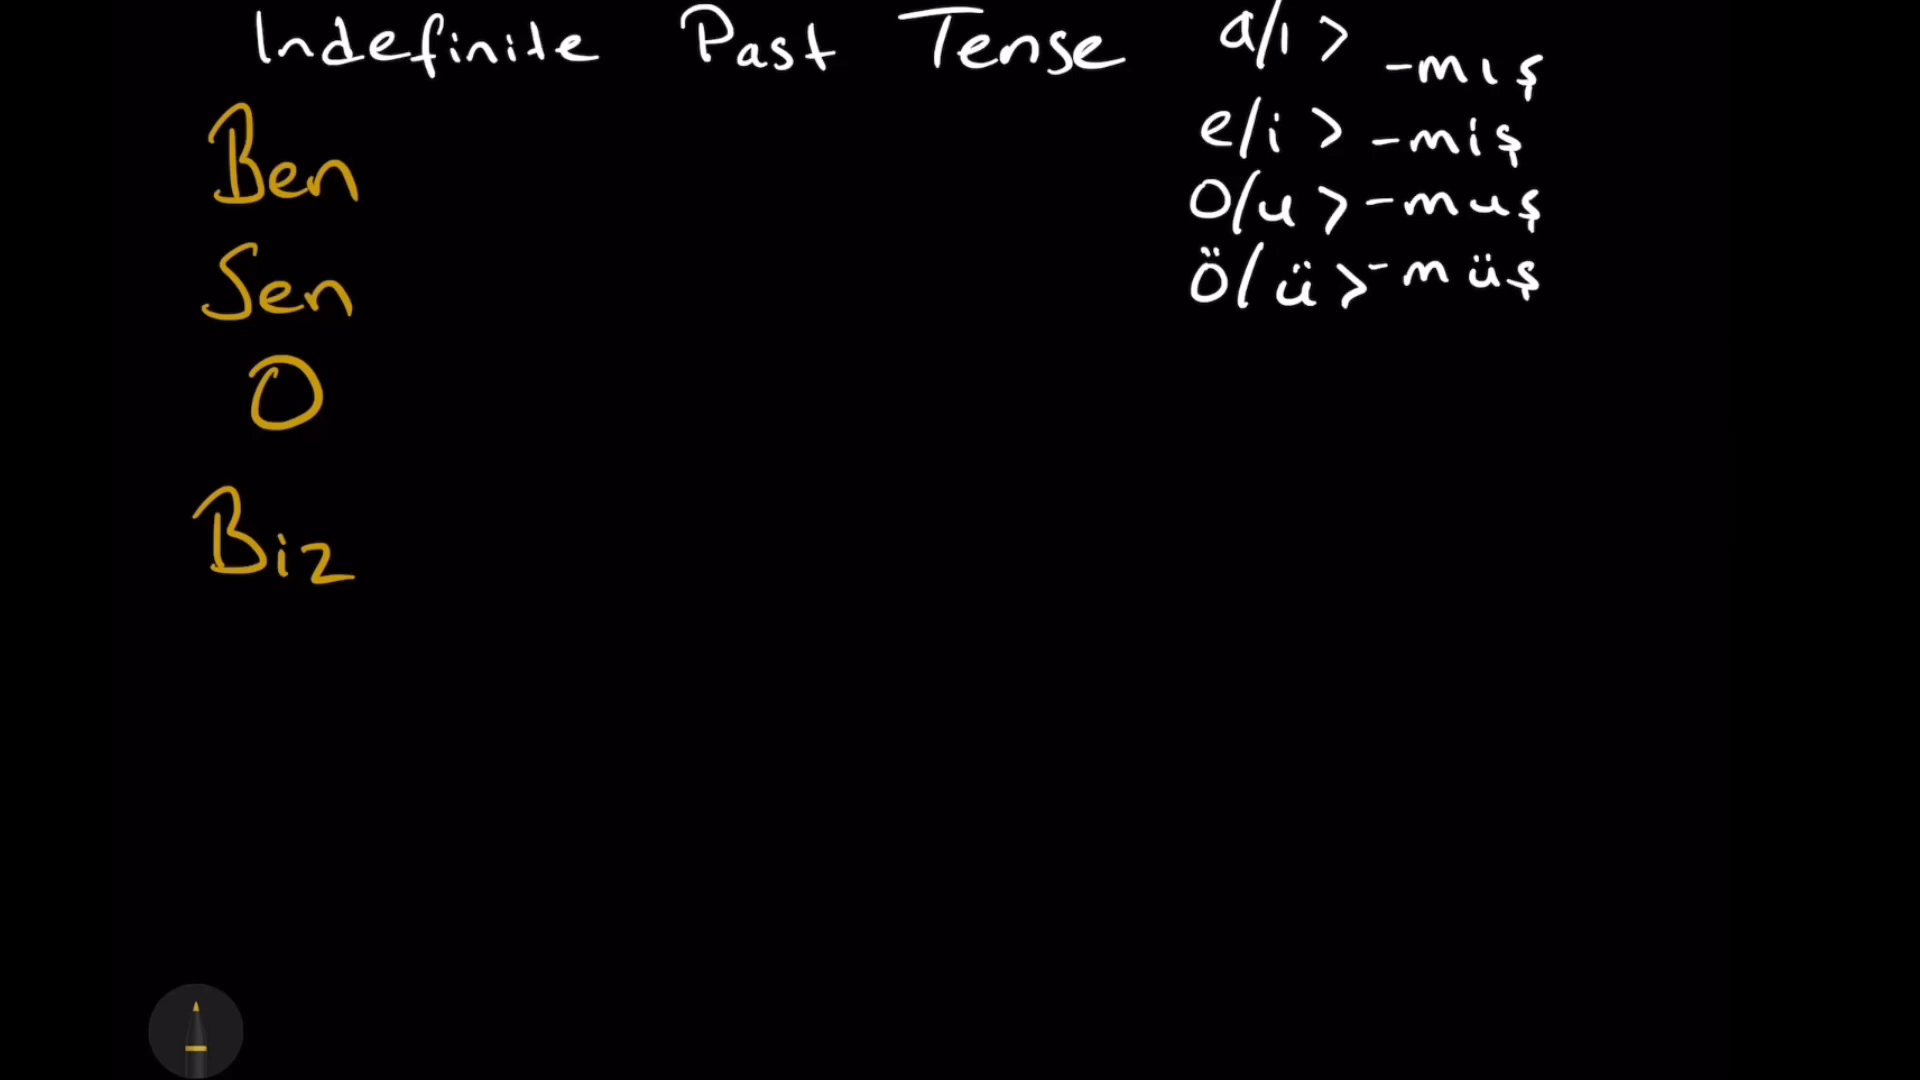 Indefinite Past Tense
a/ı > -mış
e/i > -miş
o/u > -muş
ö/ü > -müş
Ben
Sen
O
Biz